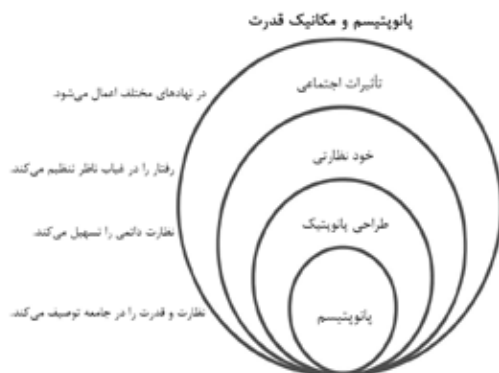 پانوپتیسم و مکانیک قدرت
تأثیرات اجتماعی
در نهادهای مختلف اعمال می‌شود.
خود نظارتی
رفتار را در غیاب ناظر تنظیم می‌کند.
طراحی پانوپتیک
نظارت دائمی را تسهیل می‌کند.
پانوپتیسم
نظارت و قدرت را در جامعه توصیف می‌کند.